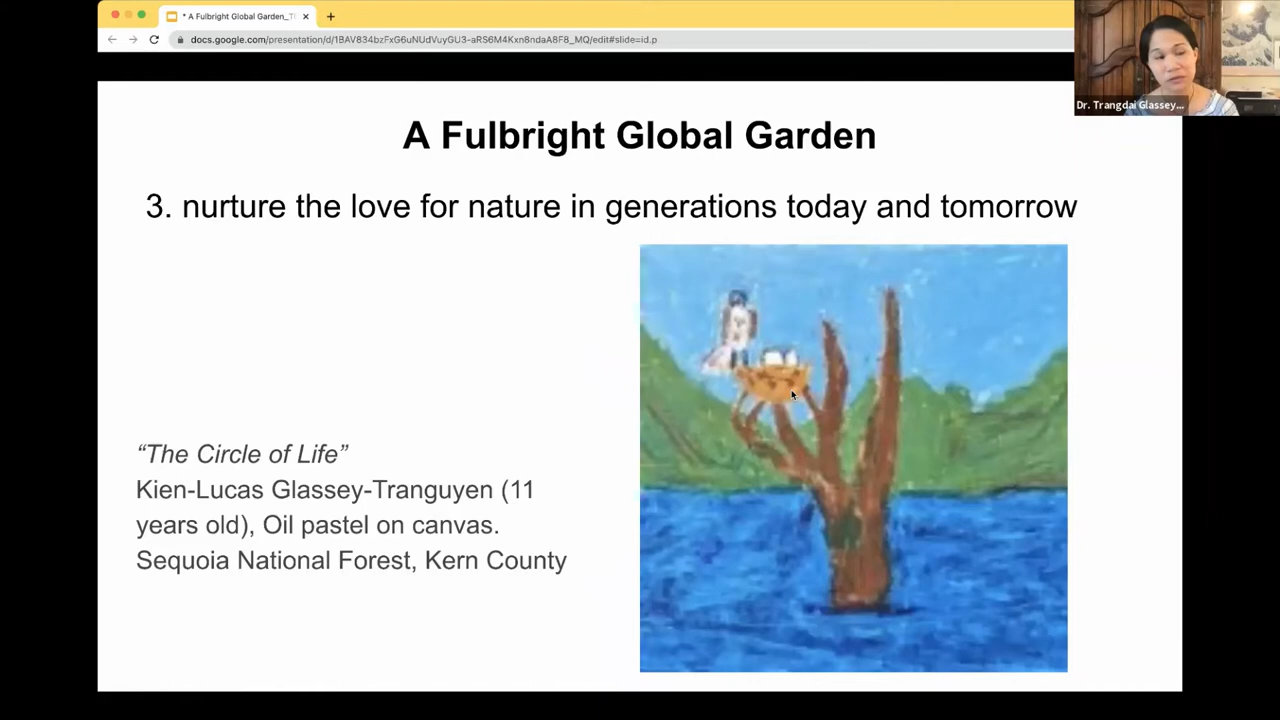 * A Fulbright Global Garden_T
docs.google.com/presentation/d/1BAV834bzFxG6uNUdVuyGU3-aRS6M4Kxn8ndaA8F8_MQ/edit#slide=id.p
Dr. Trangdai Glassey...
A Fulbright Global Garden
3. nurture the love for nature in generations today and tomorrow
“The Circle of Life”
Kien-Lucas Glassey-Tranguyen (11
years old), Oil pastel on canvas.
Sequoia National Forest, Kern County